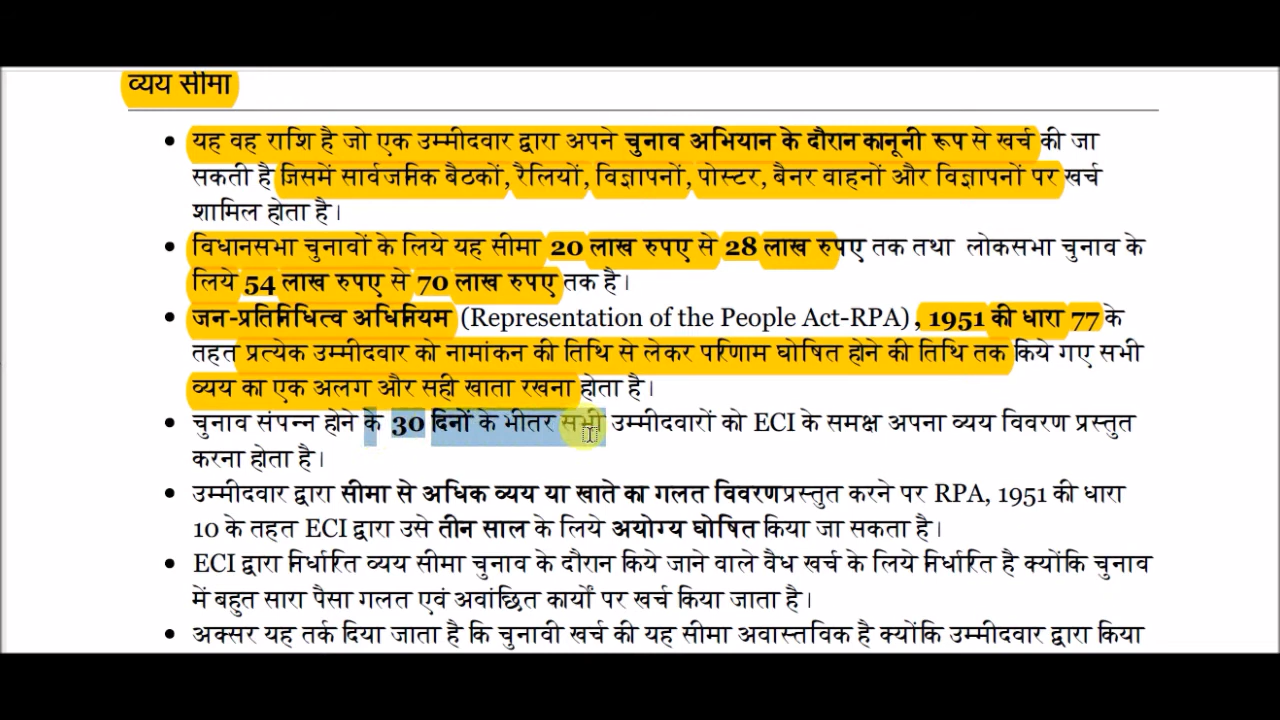 व्यय सीमा
यह वह राशि है जो एक उम्मीदवार द्वारा अपने चुनाव अभियान के दौरान कानूनी रूप से खर्च की जा
सकती है जिसमें सार्वजनिक बैठकों, रैलियों, विज्ञापनों, पोस्टर, बैनर वाहनों और विज्ञापनों पर खर्च
शामिल होता है।
विधानसभा चुनावों के लिये यह सीमा 20 लाख रुपए से 28 लाख रुपए तक तथा लोकसभा चुनाव के
लिये 54 लाख रुपए से 70 लाख रुपए तक है।
जन-प्रतिनिधित्व अधिनियम (Representation of the People Act-RPA), 1951 की धारा 77 के
तहत प्रत्येक उम्मीदवार को नामांकन की तिथि से लेकर परिणाम घोषित होने की तिथि तक किये गए सभी
व्यय का एक अलग और सही खाता रखना होता है।
चुनाव संपन्न होने के 30 दिनों के भीतर सभी उम्मीदवारों को ECI के समक्ष अपना व्यय विवरण प्रस्तुत
करना होता है।
उम्मीदवार द्वारा सीमा से अधिक व्यय या खाते का गलत विवरण प्रस्तुत करने पर RPA, 1951 की धारा
10 के तहत ECI द्वारा उसे तीन साल के लिये अयोग्य घोषित किया जा सकता है।
ECI द्वारा निर्धारित व्यय सीमा चुनाव के दौरान किये जाने वाले वैध खर्च के लिये निर्धारित है क्योंकि चुनाव
में बहुत सारा पैसा गलत एवं अवांछित कार्यों पर खर्च किया जाता है।
अक्सर यह तर्क दिया जाता है कि चुनावी खर्च की यह सीमा अवास्तविक है क्योंकि उम्मीदवार द्वारा किया